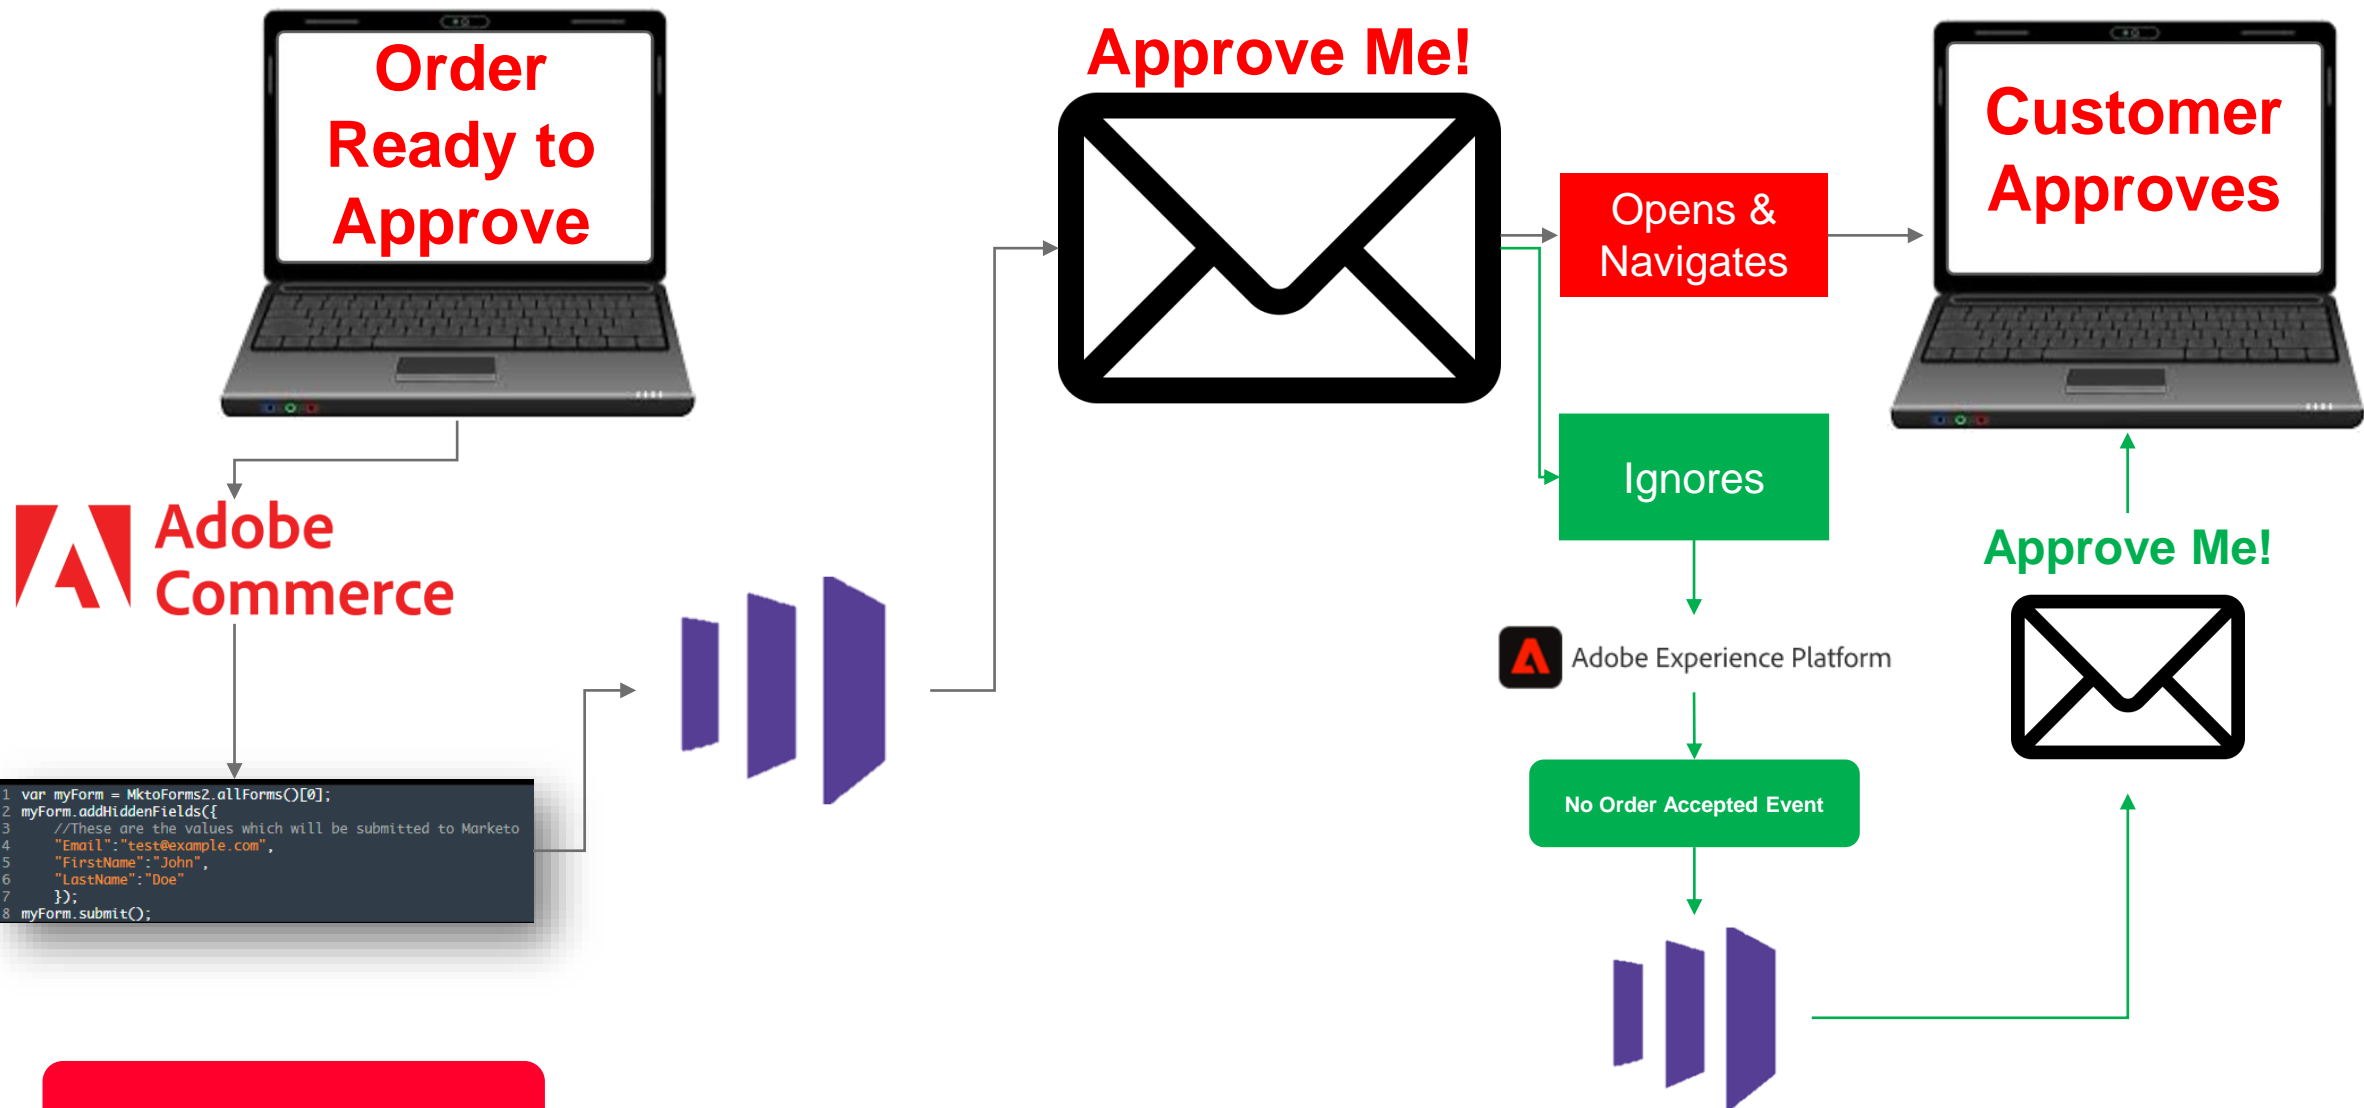 Order
Ready to
Approve
Approve Me!
Opens &
Navigates
Customer
Approves
Ignores
Adobe
Commerce
Approve Me!
Adobe Experience Platform
No Order Accepted Event
1 var myForm = MktoForms2.allForms()[0];
2 myForm.addHiddenFields({
3 //These are the values which will be submitted to Marketo
4 "Email":"test@example.com",
5 "FirstName":"John",
6 "LastName":"Doe"
7 });
8 myForm.submit();